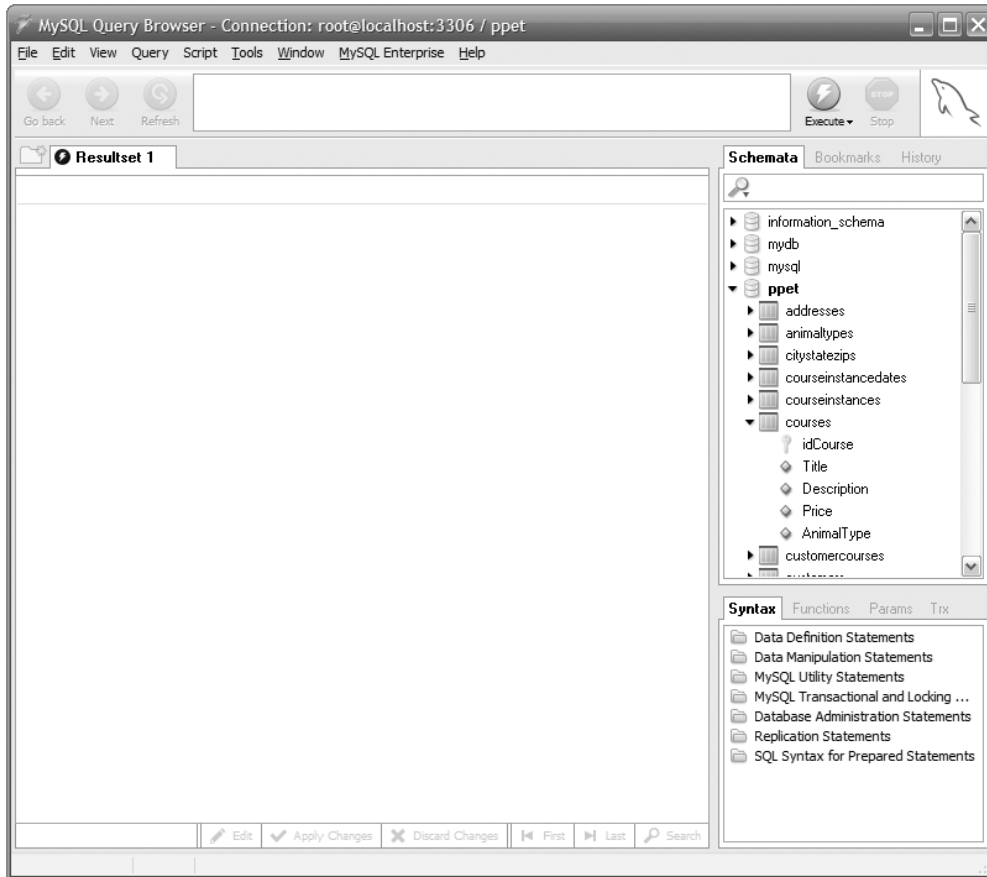 MySQL Query Browser - Connection: root@localhost:3306 / ppet
File Edit View Query Script Tools Window MySQL Enterprise Help
Go back Next Refresh Execute STOP Stop
Resultset 1
Schemata Bookmarks History
information_schema
mydb
mysql
ppet
addresses
animaltypes
citystatezips
courseinstancedates
courseinstances
courses
idCourse
Title
Description
Price
AnimalType
customercourses
Syntax Functions Params Trx
Data Definition Statements
Data Manipulation Statements
MySQL Utility Statements
MySQL Transactional and Locking ...
Database Administration Statements
Replication Statements
SQL Syntax for Prepared Statements
Edit Apply Changes Discard Changes First Last Search